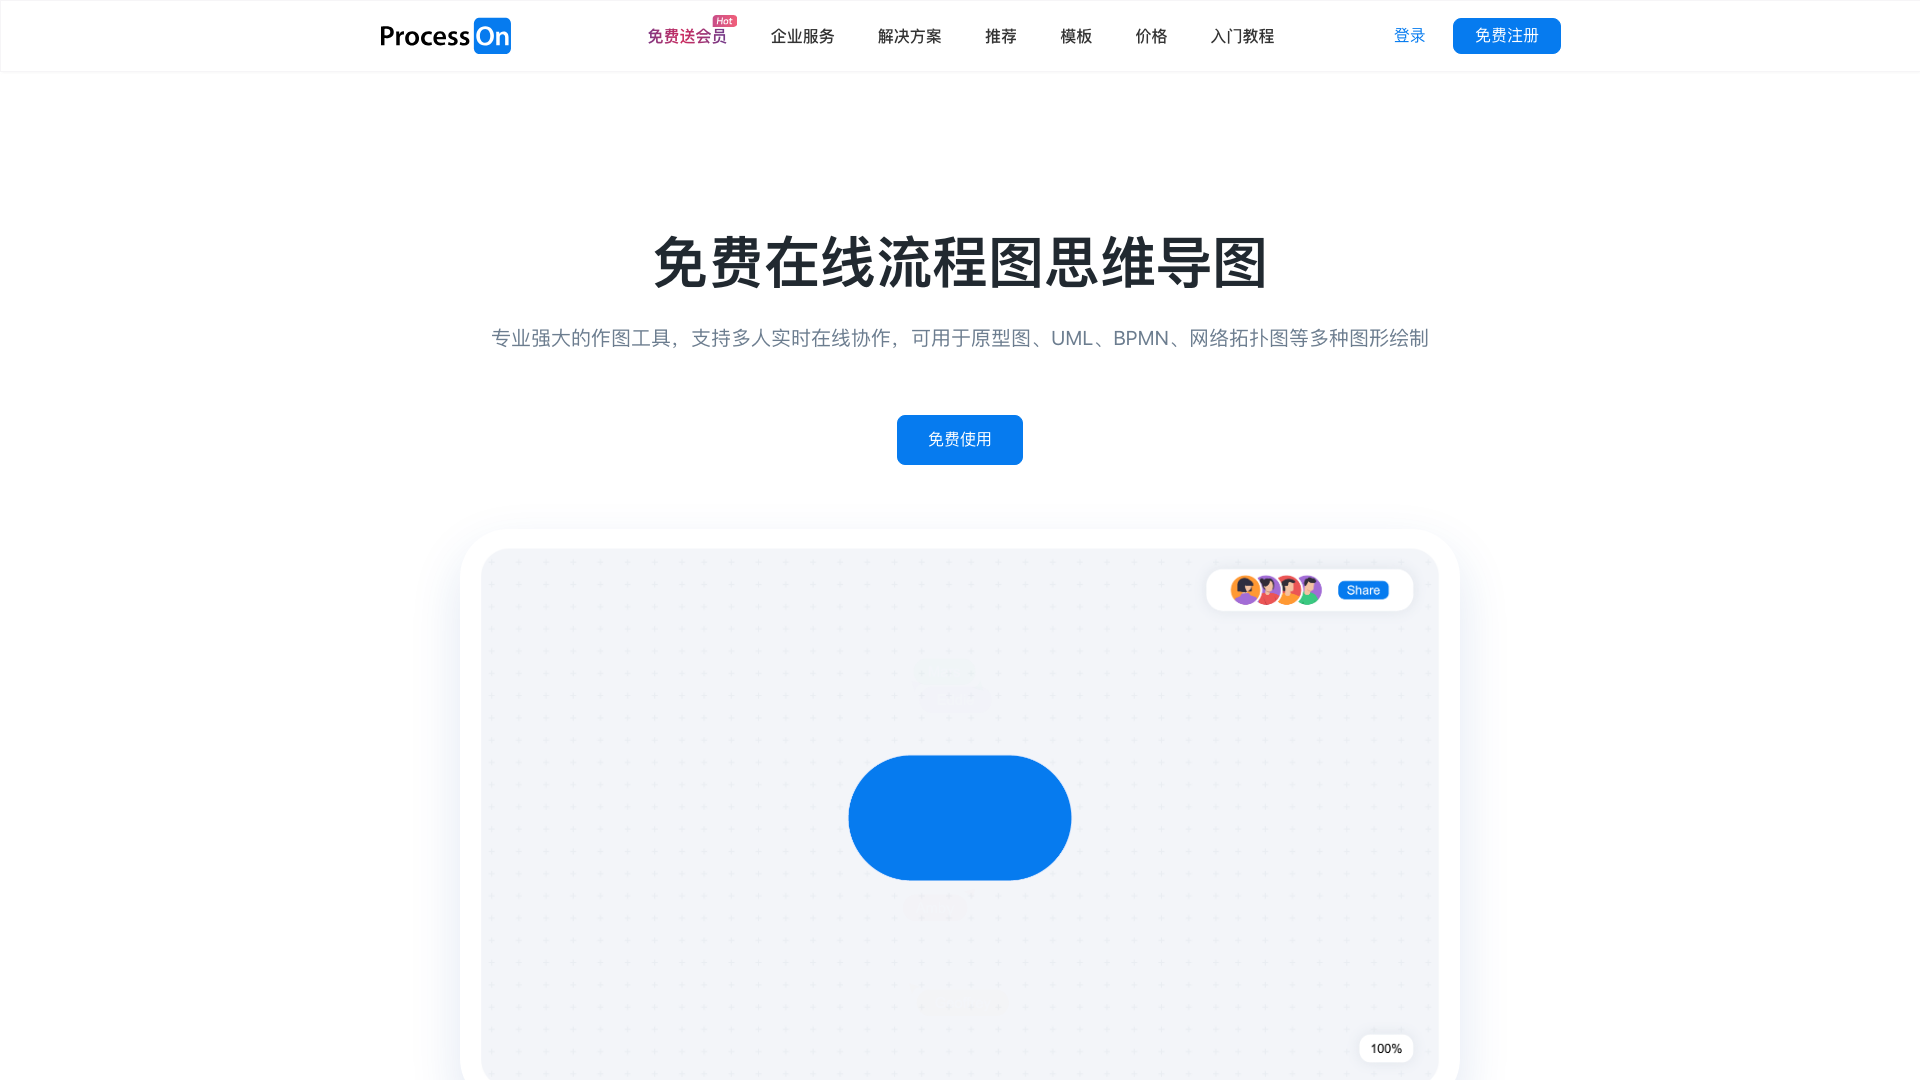 ProcessOn
免费送会员
Hot
企业服务
解决方案
推荐
模板
价格
入门教程
登录
免费注册
免费在线流程图思维导图
专业强大的作图工具，支持多人实时在线协作，可用于原型图、UML、BPMN、网络拓扑图等多种图形绘制
免费使用
Share
100%